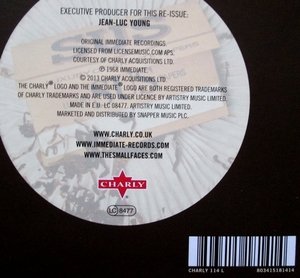 EXECUTIVE PRODUCER FOR THIS RE-ISSUE:
JEAN-LUC YOUNG
ORIGINAL IMMEDIATE RECORDINGS
LICENSED FROM LICENSEMUSIC.COM APS.
COURTESY OF CHARLY ACQUISITIONS LTD.
℗ 1968 IMMEDIATE.
© 2013 CHARLY ACQUISITIONS LTD.
THE CHARLY® LOGO AND THE IMMEDIATE® LOGO ARE BOTH REGISTERED TRADEMARKS
OF CHARLY TRADEMARKS AND ARE USED UNDER LICENCE BY ARTISTRY MUSIC LIMITED.
MADE IN E.U. LC 08477. ARTISTRY MUSIC LIMITED.
MARKETED AND DISTRIBUTED BY SNAPPER MUSIC PLC.
WWW.CHARLY.CO.UK
WWW.IMMEDIATE-RECORDS.COM
WWW.THESMALLFACES.COM
CHARLY
LC 8477
CHARLY 114 L
803415181414